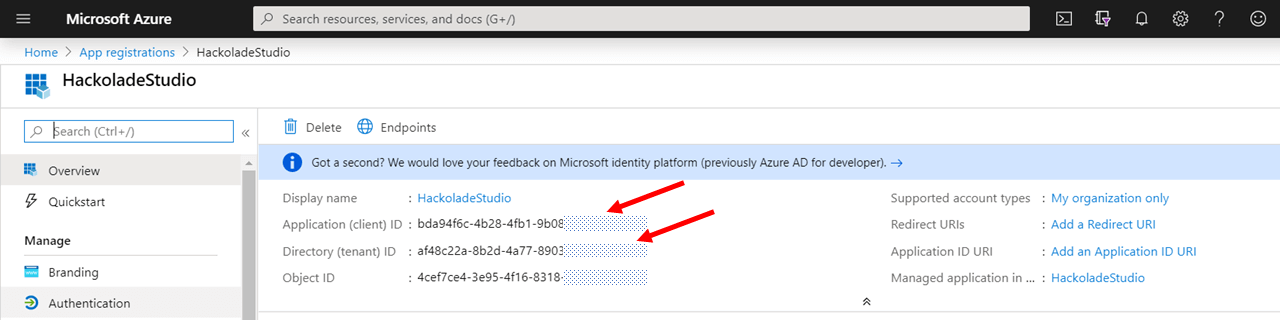 Microsoft Azure
Search resources, services, and docs (G+/)
Home > App registrations > HackoladeStudio
HackoladeStudio
Search (Ctrl+/)
«
Delete Endpoints
Got a second? We would love your feedback on Microsoft identity platform (previously Azure AD for developer). →
Overview
Quickstart
Manage
Branding
Authentication
Display name : HackoladeStudio
Application (client) ID : bda94f6c-4b28-4fb1-9b08
Directory (tenant) ID : af48c22a-8b2d-4a77-8903
Object ID : 4cef7ce4-3e95-4f16-8318-
Supported account types : My organization only
Redirect URIs : Add a Redirect URI
Application ID URI : Add an Application ID URI
Managed application in ... : HackoladeStudio